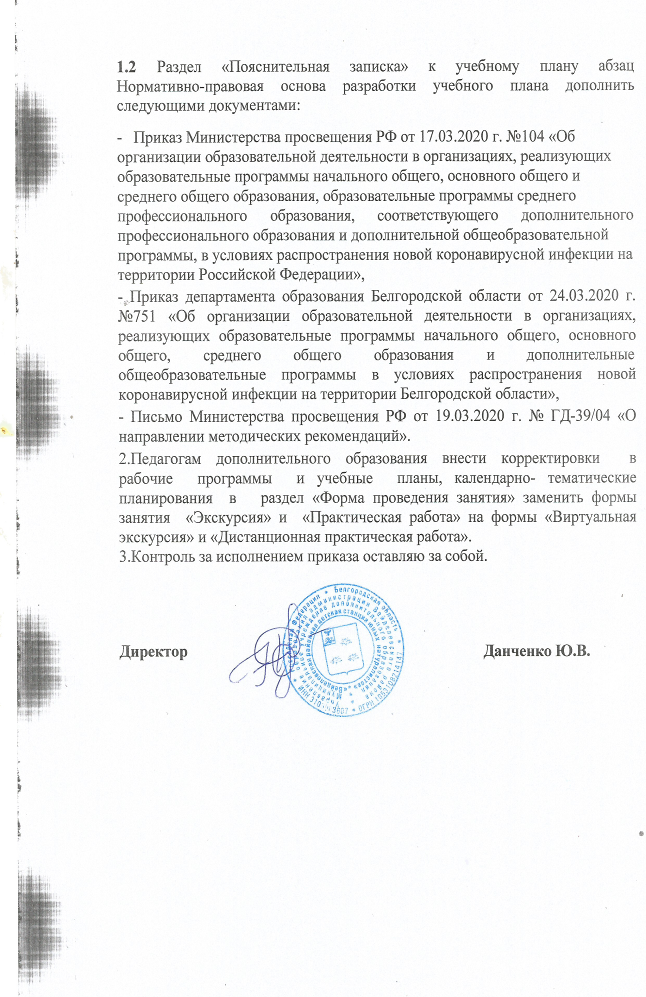 1.2 Раздел «Пояснительная записка» к учебному плану абзац
Нормативно-правовая основа разработки учебного плана дополнить
следующими документами:
- Приказ Министерства просвещения РФ от 17.03.2020 г. №104 «Об
организации образовательной деятельности в организациях, реализующих
образовательные программы начального общего, основного общего и
среднего общего образования, образовательные программы среднего
профессионального образования, соответствующего дополнительного
профессионального образования и дополнительной общеобразовательной
программы, в условиях распространения новой коронавирусной инфекции на
территории Российской Федерации»,
- Приказ департамента образования Белгородской области от 24.03.2020 г.
№751 «Об организации образовательной деятельности в организациях,
реализующих образовательные программы начального общего, основного
общего, среднего общего образования и дополнительные
общеобразовательные программы в условиях распространения новой
коронавирусной инфекции на территории Белгородской области»,
- Письмо Министерства просвещения РФ от 19.03.2020 г. № ГД-39/04 «О
направлении методических рекомендаций».
2.Педагогам дополнительного образования внести корректировки в
рабочие программы и учебные планы, календарно- тематические
планирования в раздел «Форма проведения занятия» заменить формы
занятия «Экскурсия» и «Практическая работа» на формы «Виртуальная
экскурсия» и «Дистанционная практическая работа».
3.Контроль за исполнением приказа оставляю за собой.
Директор Данченко Ю.В.
Белгородская область